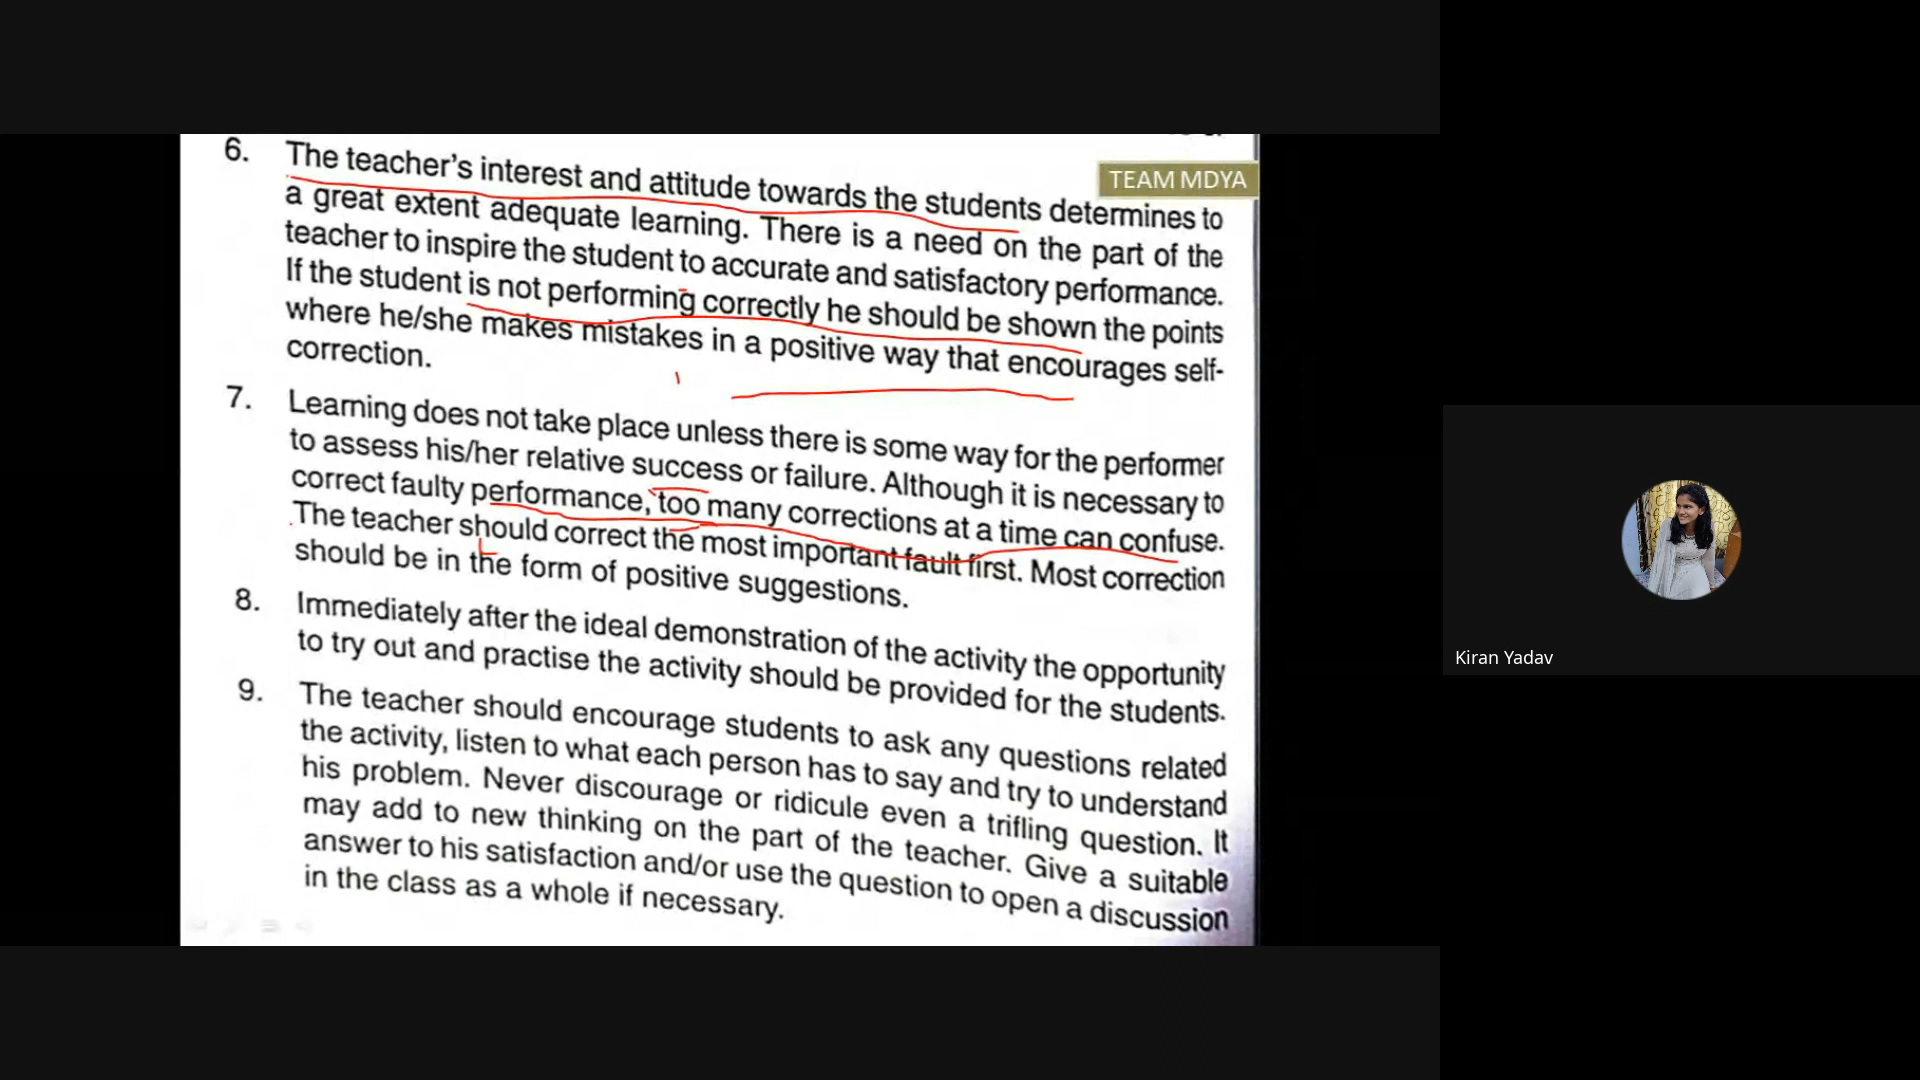 TEAM MDYA
6. The teacher's interest and attitude towards the students determines to
a great extent adequate learning. There is a need on the part of the
teacher to inspire the student to accurate and satisfactory performance.
If the student is not performing correctly he should be shown the points
where he/she makes mistakes in a positive way that encourages self-
correction.
7. Learning does not take place unless there is some way for the performer
to assess his/her relative success or failure. Although it is necessary to
correct faulty performance, too many corrections at a time can confuse.
The teacher should correct the most important fault first. Most correction
should be in the form of positive suggestions.
8. Immediately after the ideal demonstration of the activity the opportunity
to try out and practise the activity should be provided for the students.
9. The teacher should encourage students to ask any questions related
the activity, listen to what each person has to say and try to understand
his problem. Never discourage or ridicule even a trifling question. It
may add to new thinking on the part of the teacher. Give a suitable
answer to his satisfaction and/or use the question to open a discussion
in the class as a whole if necessary.
Kiran Yadav